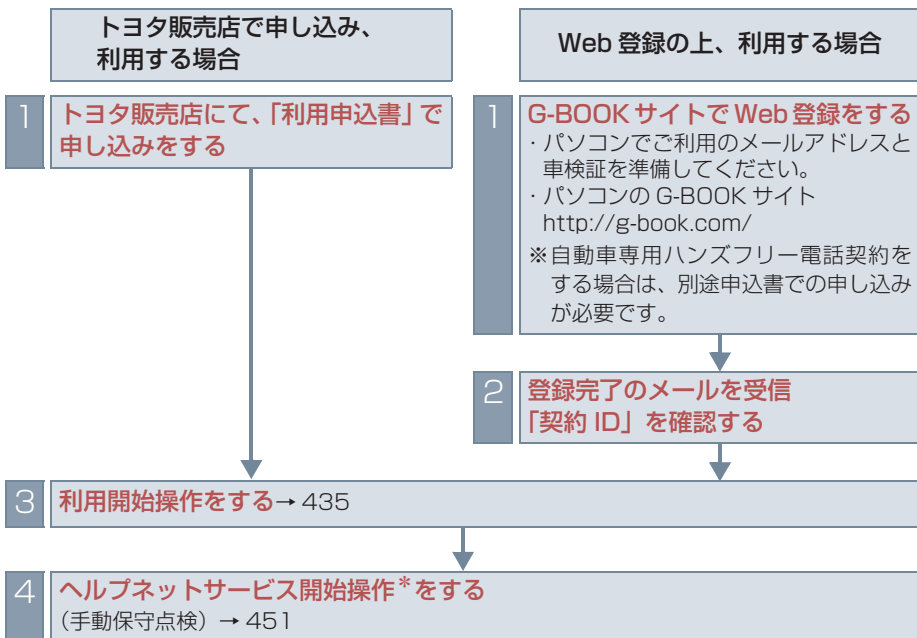 トヨタ販売店で申し込み、
利用する場合
1
トヨタ販売店にて、「利用申込書」で
申し込みをする
Web 登録の上、利用する場合
1
G-BOOK サイトで Web 登録をする
・パソコンでご利用のメールアドレスと
車検証を準備してください。
・パソコンの G-BOOK サイト
http://g-book.com/
※自動車専用ハンズフリー電話契約を
する場合は、別途申込書での申し込み
が必要です。
2
登録完了のメールを受信
「契約 ID」を確認する
3
利用開始操作をする→ 435
4
ヘルプネットサービス開始操作*をする
(手動保守点検) → 451